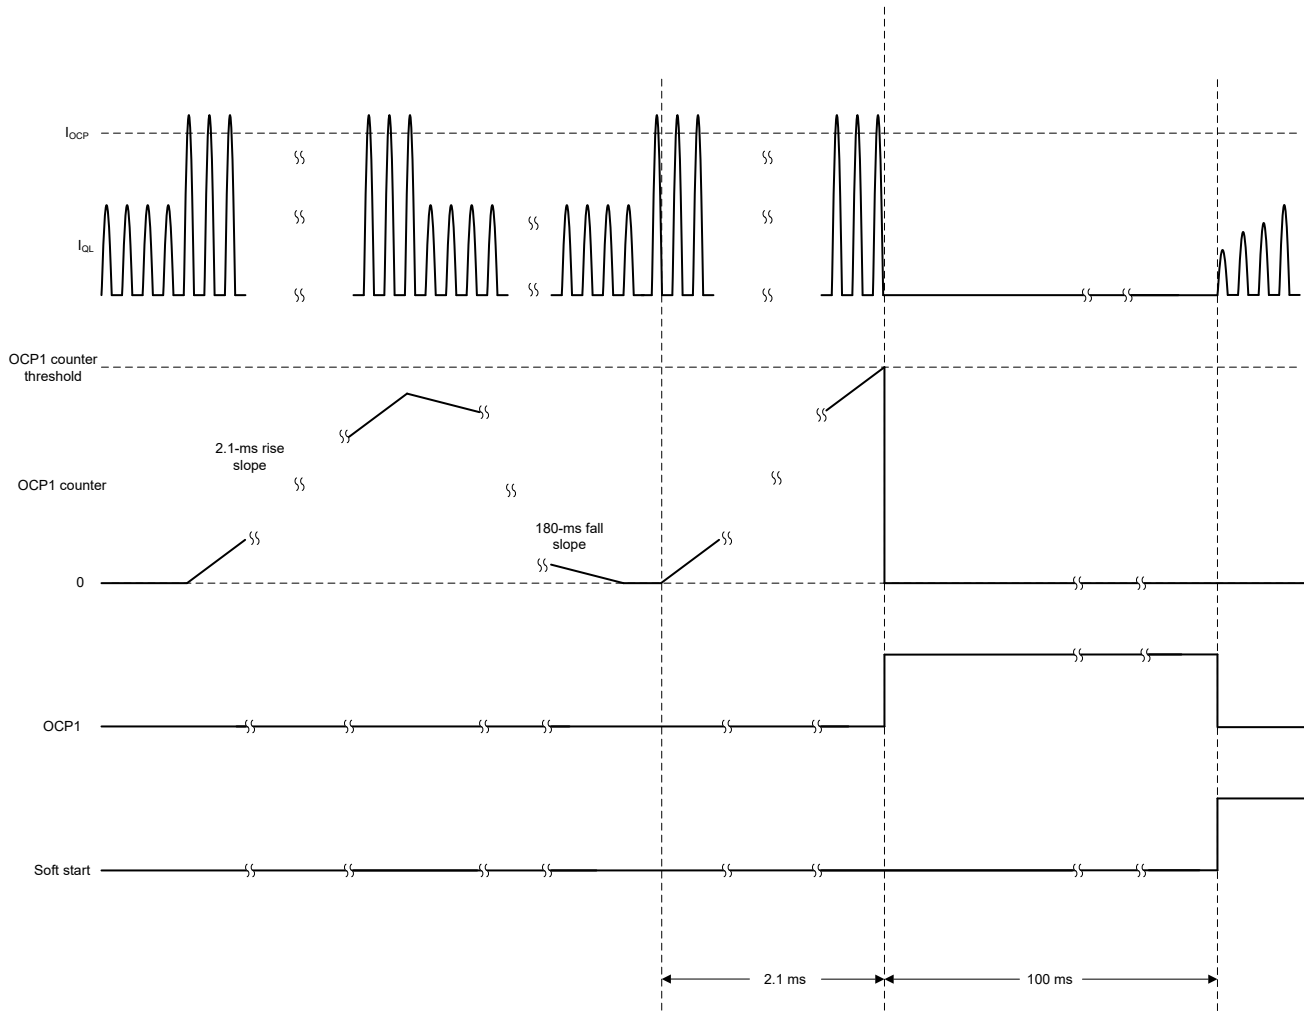 IOCP
IQL
OCP1 counter
threshold
2.1-ms rise
slope
OCP1 counter
180-ms fall
slope
0
OCP1
Soft start
2.1 ms
100 ms